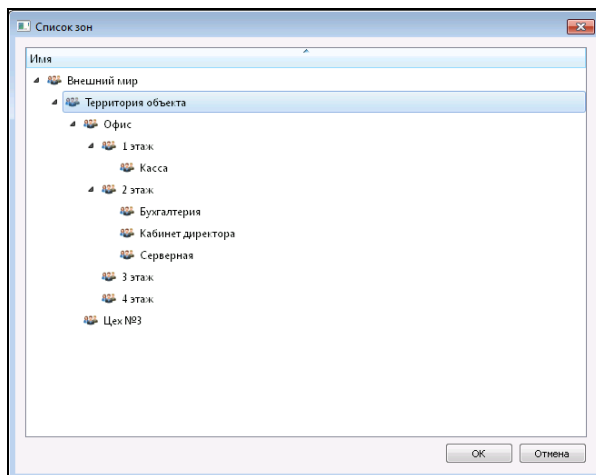 Список зон
Имя
Внешний мир
Территория объекта
Офис
1 этаж
Касса
2 этаж
Бухгалтерия
Кабинет директора
Серверная
3 этаж
4 этаж
Цех №3
OK Отмена